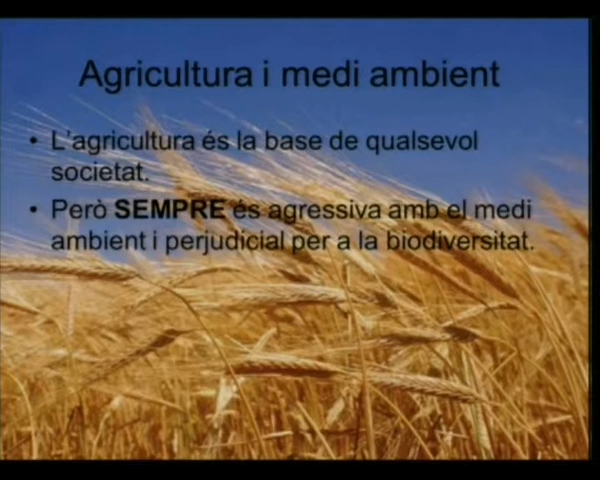 Agricultura i medi ambient
• L'agricultura és la base de qualsevol
societat.
• Però SEMPRE és agressiva amb el medi
ambient i perjudicial per a la biodiversitat.